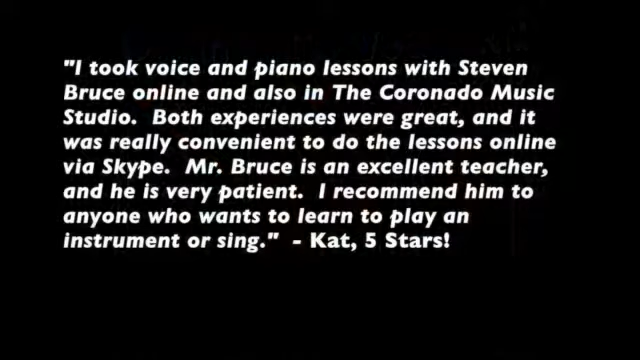 "I took voice and piano lessons with Steven
Bruce online and also in The Coronado Music
Studio.  Both experiences were great, and it
was really convenient to do the lessons online
via Skype.  Mr. Bruce is an excellent teacher,
and he is very patient.  I recommend him to
anyone who wants to learn to play an
instrument or sing."  - Kat, 5 Stars!